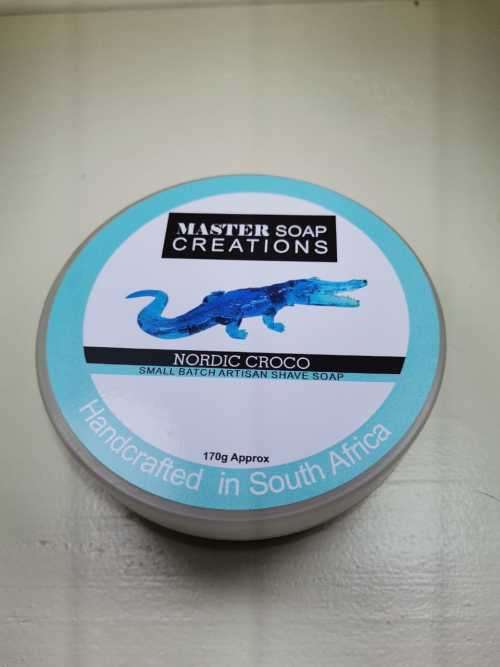 MASTER SOAP
CREATIONS
NORDIC CROCO
SMALL BATCH ARTISAN SHAVE SOAP
170g Approx
Handcrafted in South Africa